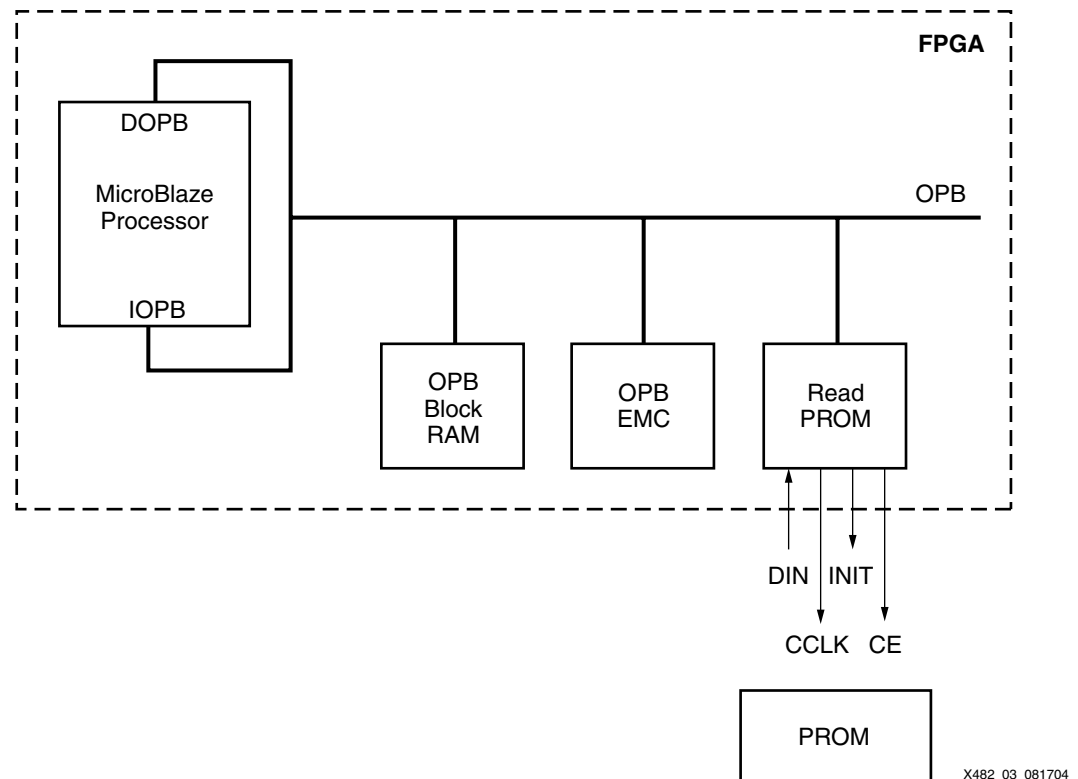 FPGA
DOPB
MicroBlaze
Processor
IOPB
OPB
OPB
Block
RAM
OPB
EMC
Read
PROM
DIN INIT
CCLK CE
PROM
X482_03_081704